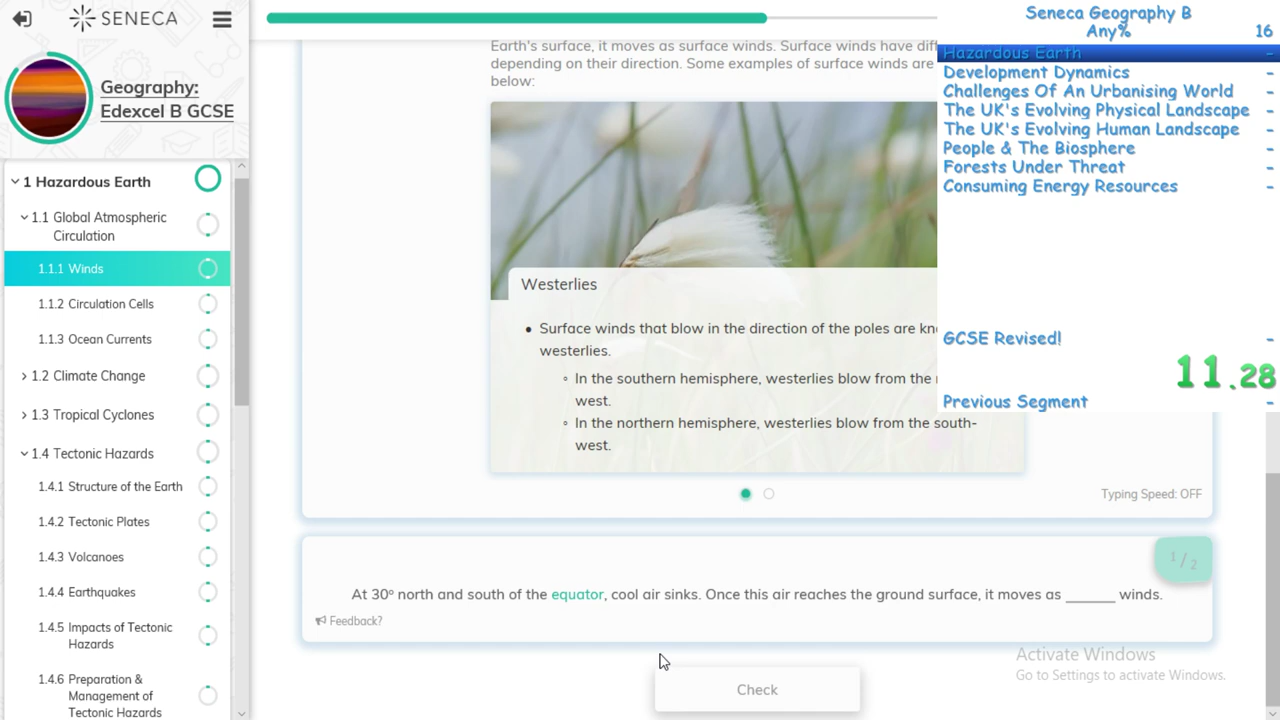 SENECA
Geography:
Edexcel B GCSE
1 Hazardous Earth
1.1 Global Atmospheric
Circulation
1.1.1 Winds
1.1.2 Circulation Cells
1.1.3 Ocean Currents
1.2 Climate Change
1.3 Tropical Cyclones
1.4 Tectonic Hazards
1.4.1 Structure of the Earth
1.4.2 Tectonic Plates
1.4.3 Volcanoes
1.4.4 Earthquakes
1.4.5 Impacts of Tectonic
Hazards
1.4.6 Preparation &
Management of
Tectonic Hazards
Earth's surface, it moves as surface winds. Surface winds have
depending on their direction. Some examples of surface winds are
below:
Westerlies
• Surface winds that blow in the direction of the poles are
westerlies.
◦ In the southern hemisphere, westerlies blow from the
west.
◦ In the northern hemisphere, westerlies blow from the south-
west.
Typing Speed: OFF
1/2
At 30º north and south of the equator, cool air sinks. Once this air reaches the ground surface, it moves as ______ winds.
Feedback?
Check
Activate Windows
Go to Settings to activate Windows.
Seneca Geography B
Any% 16
Hazardous Earth -
Development Dynamics -
Challenges Of An Urbanising World -
The UK's Evolving Physical Landscape -
The UK's Evolving Human Landscape -
People & The Biosphere -
Forests Under Threat -
Consuming Energy Resources -
GCSE Revised! -
11.28
Previous Segment -